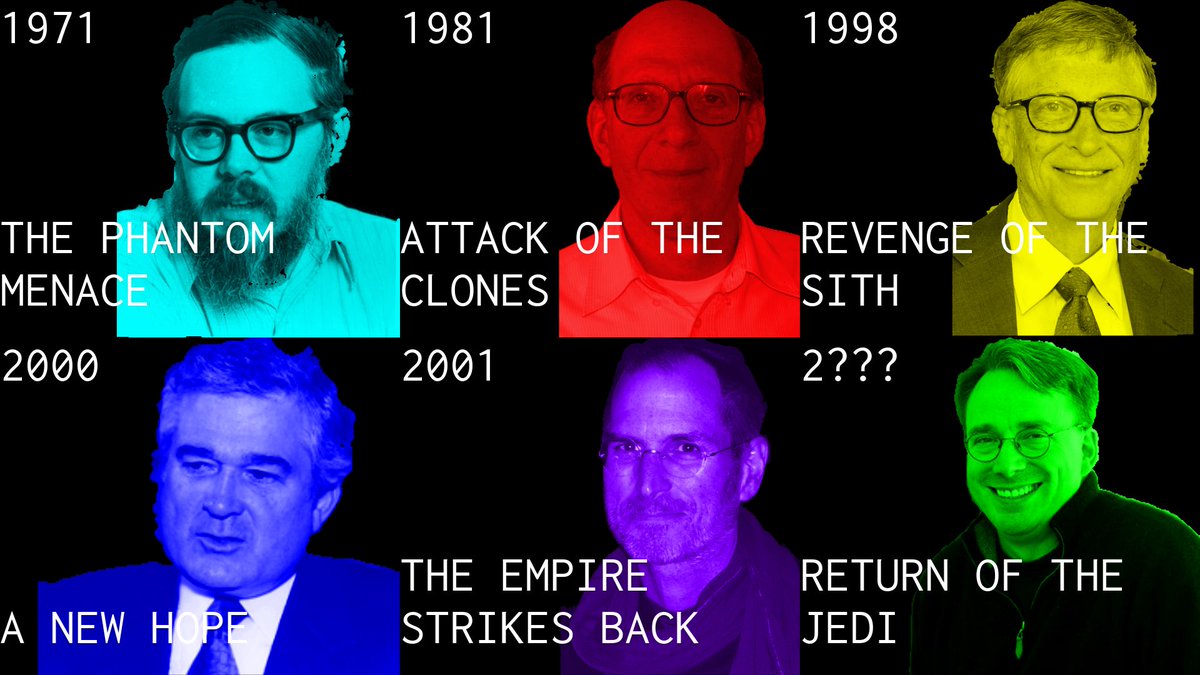 1971
THE PHANTOM
MENACE
1981
ATTACK OF THE
CLONES
1998
REVENGE OF THE
SITH
2000
A NEW HOPE
2001
THE EMPIRE
STRIKES BACK
2???
RETURN OF THE
JEDI